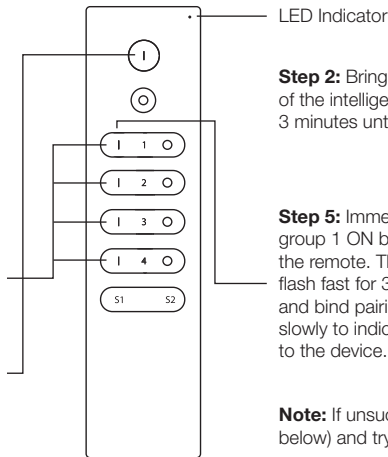 LED Indicator
Step 2: Bring
of the intellige
3 minutes unt
I
I 1 O
I 2 O
I 3 O
I 4 O
S1 S2
Step 5: Imme
group 1 ON b
the remote. Th
flash fast for 3
and bind pairi
slowly to indic
to the device.
Note: If unsuc
below) and try